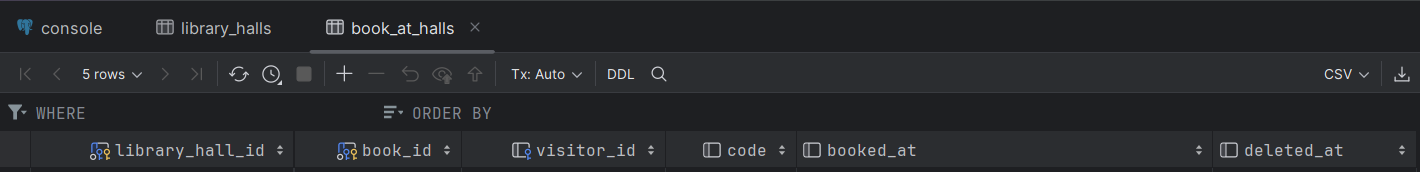 console library_halls book_at_halls
5 rows Tx: Auto DDL CSV
WHERE ORDER BY
library_hall_id book_id visitor_id code booked_at deleted_at